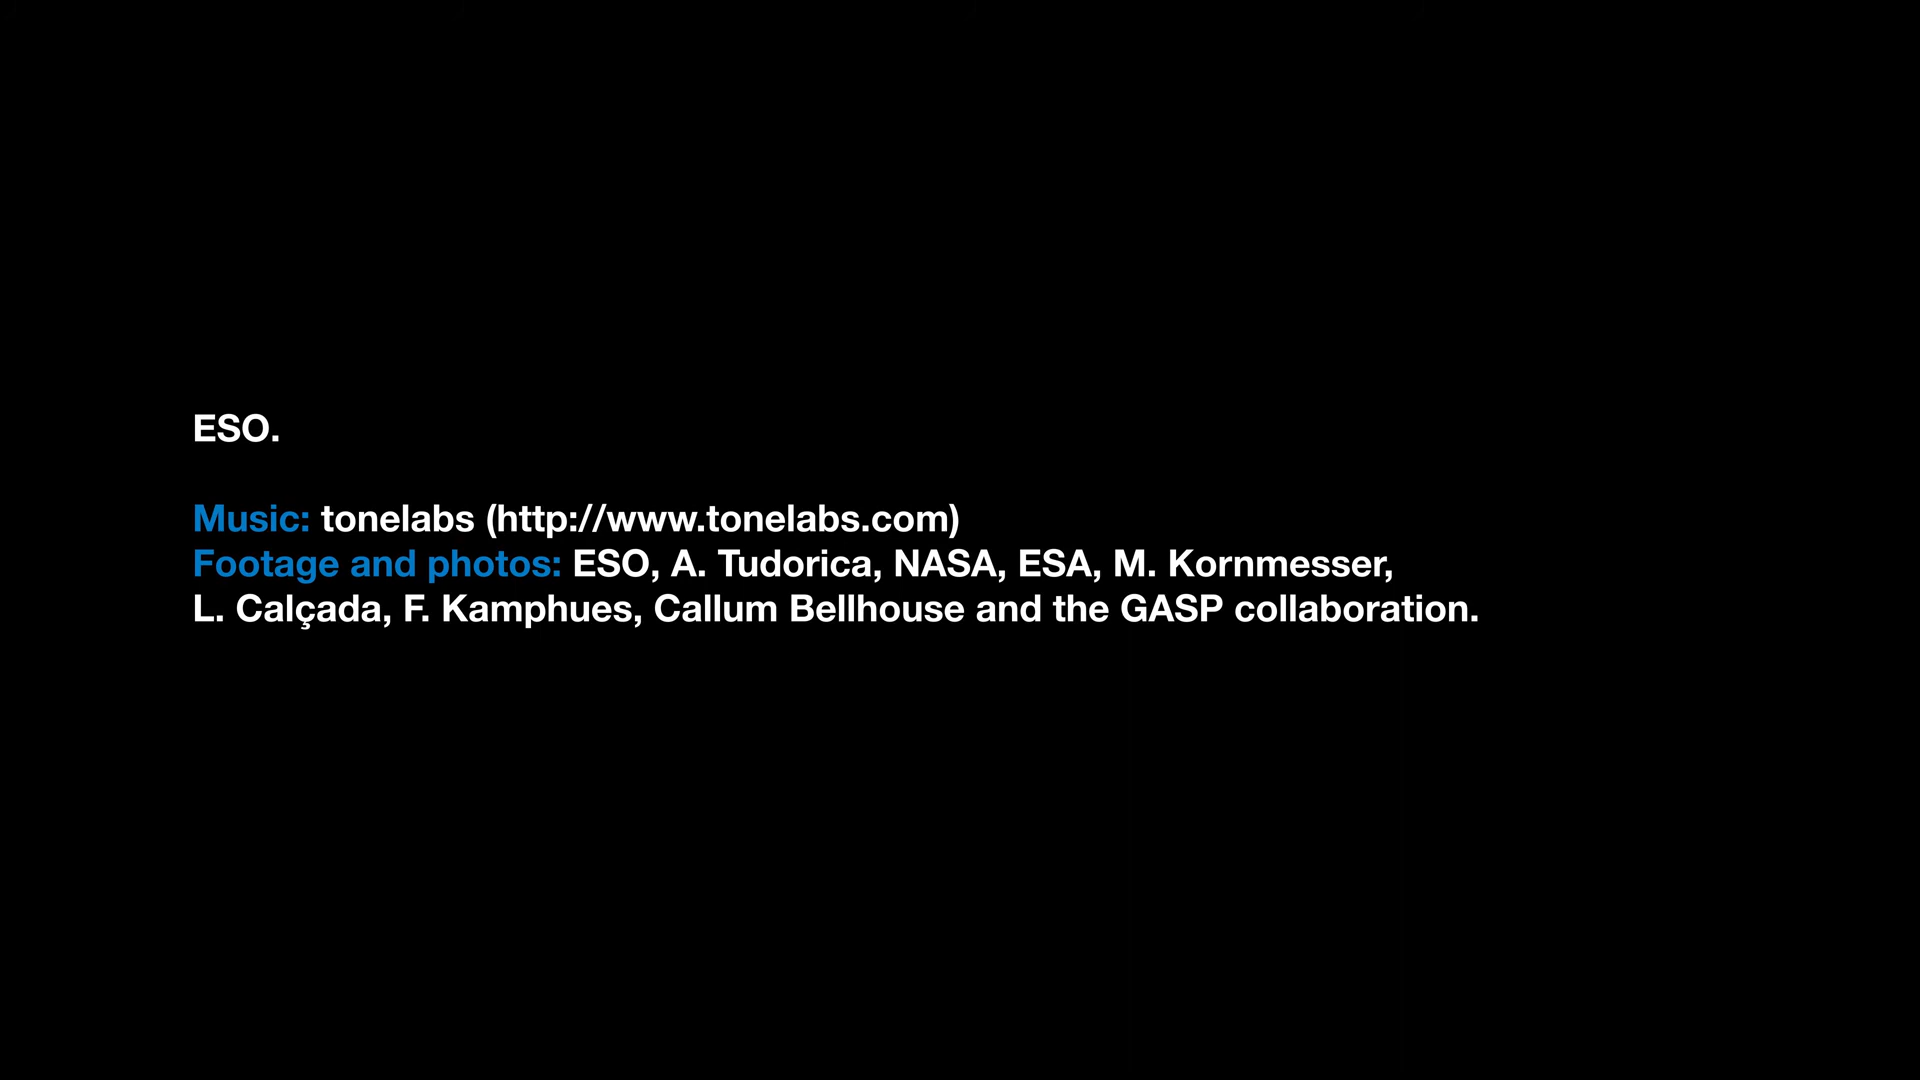 ESO.
Music: tonelabs (http://www.tonelabs.com)
Footage and photos: ESO, A. Tudorica, NASA, ESA, M. Kornmesser,
L. Calçada, F. Kamphues, Callum Bellhouse and the GASP collaboration.